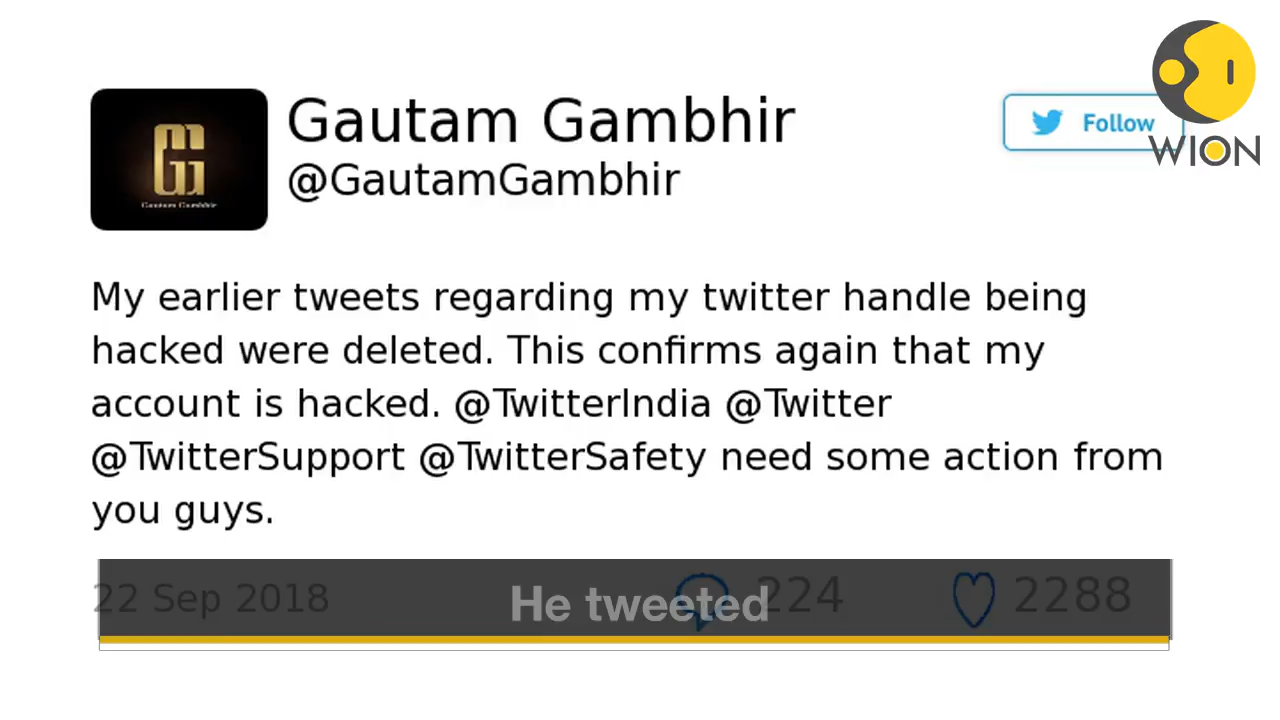 Gautam Gambhir
@GautamGambhir
Follow
WION
My earlier tweets regarding my twitter handle being
hacked were deleted. This confirms again that my
account is hacked. @TwitterIndia @Twitter
@TwitterSupport @TwitterSafety need some action from
you guys.
22 Sep 2018
224
2288
He tweeted